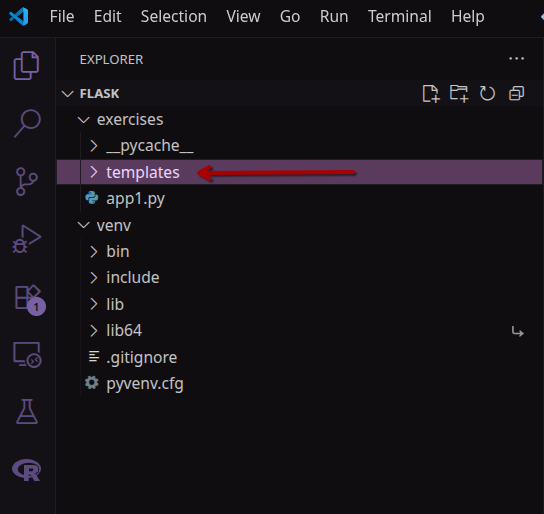 File Edit Selection View Go Run Terminal Help
EXPLORER
FLASK
exercises
__pycache__
templates
app1.py
venv
bin
include
lib
lib64
.gitignore
1
pyvenv.cfg
R